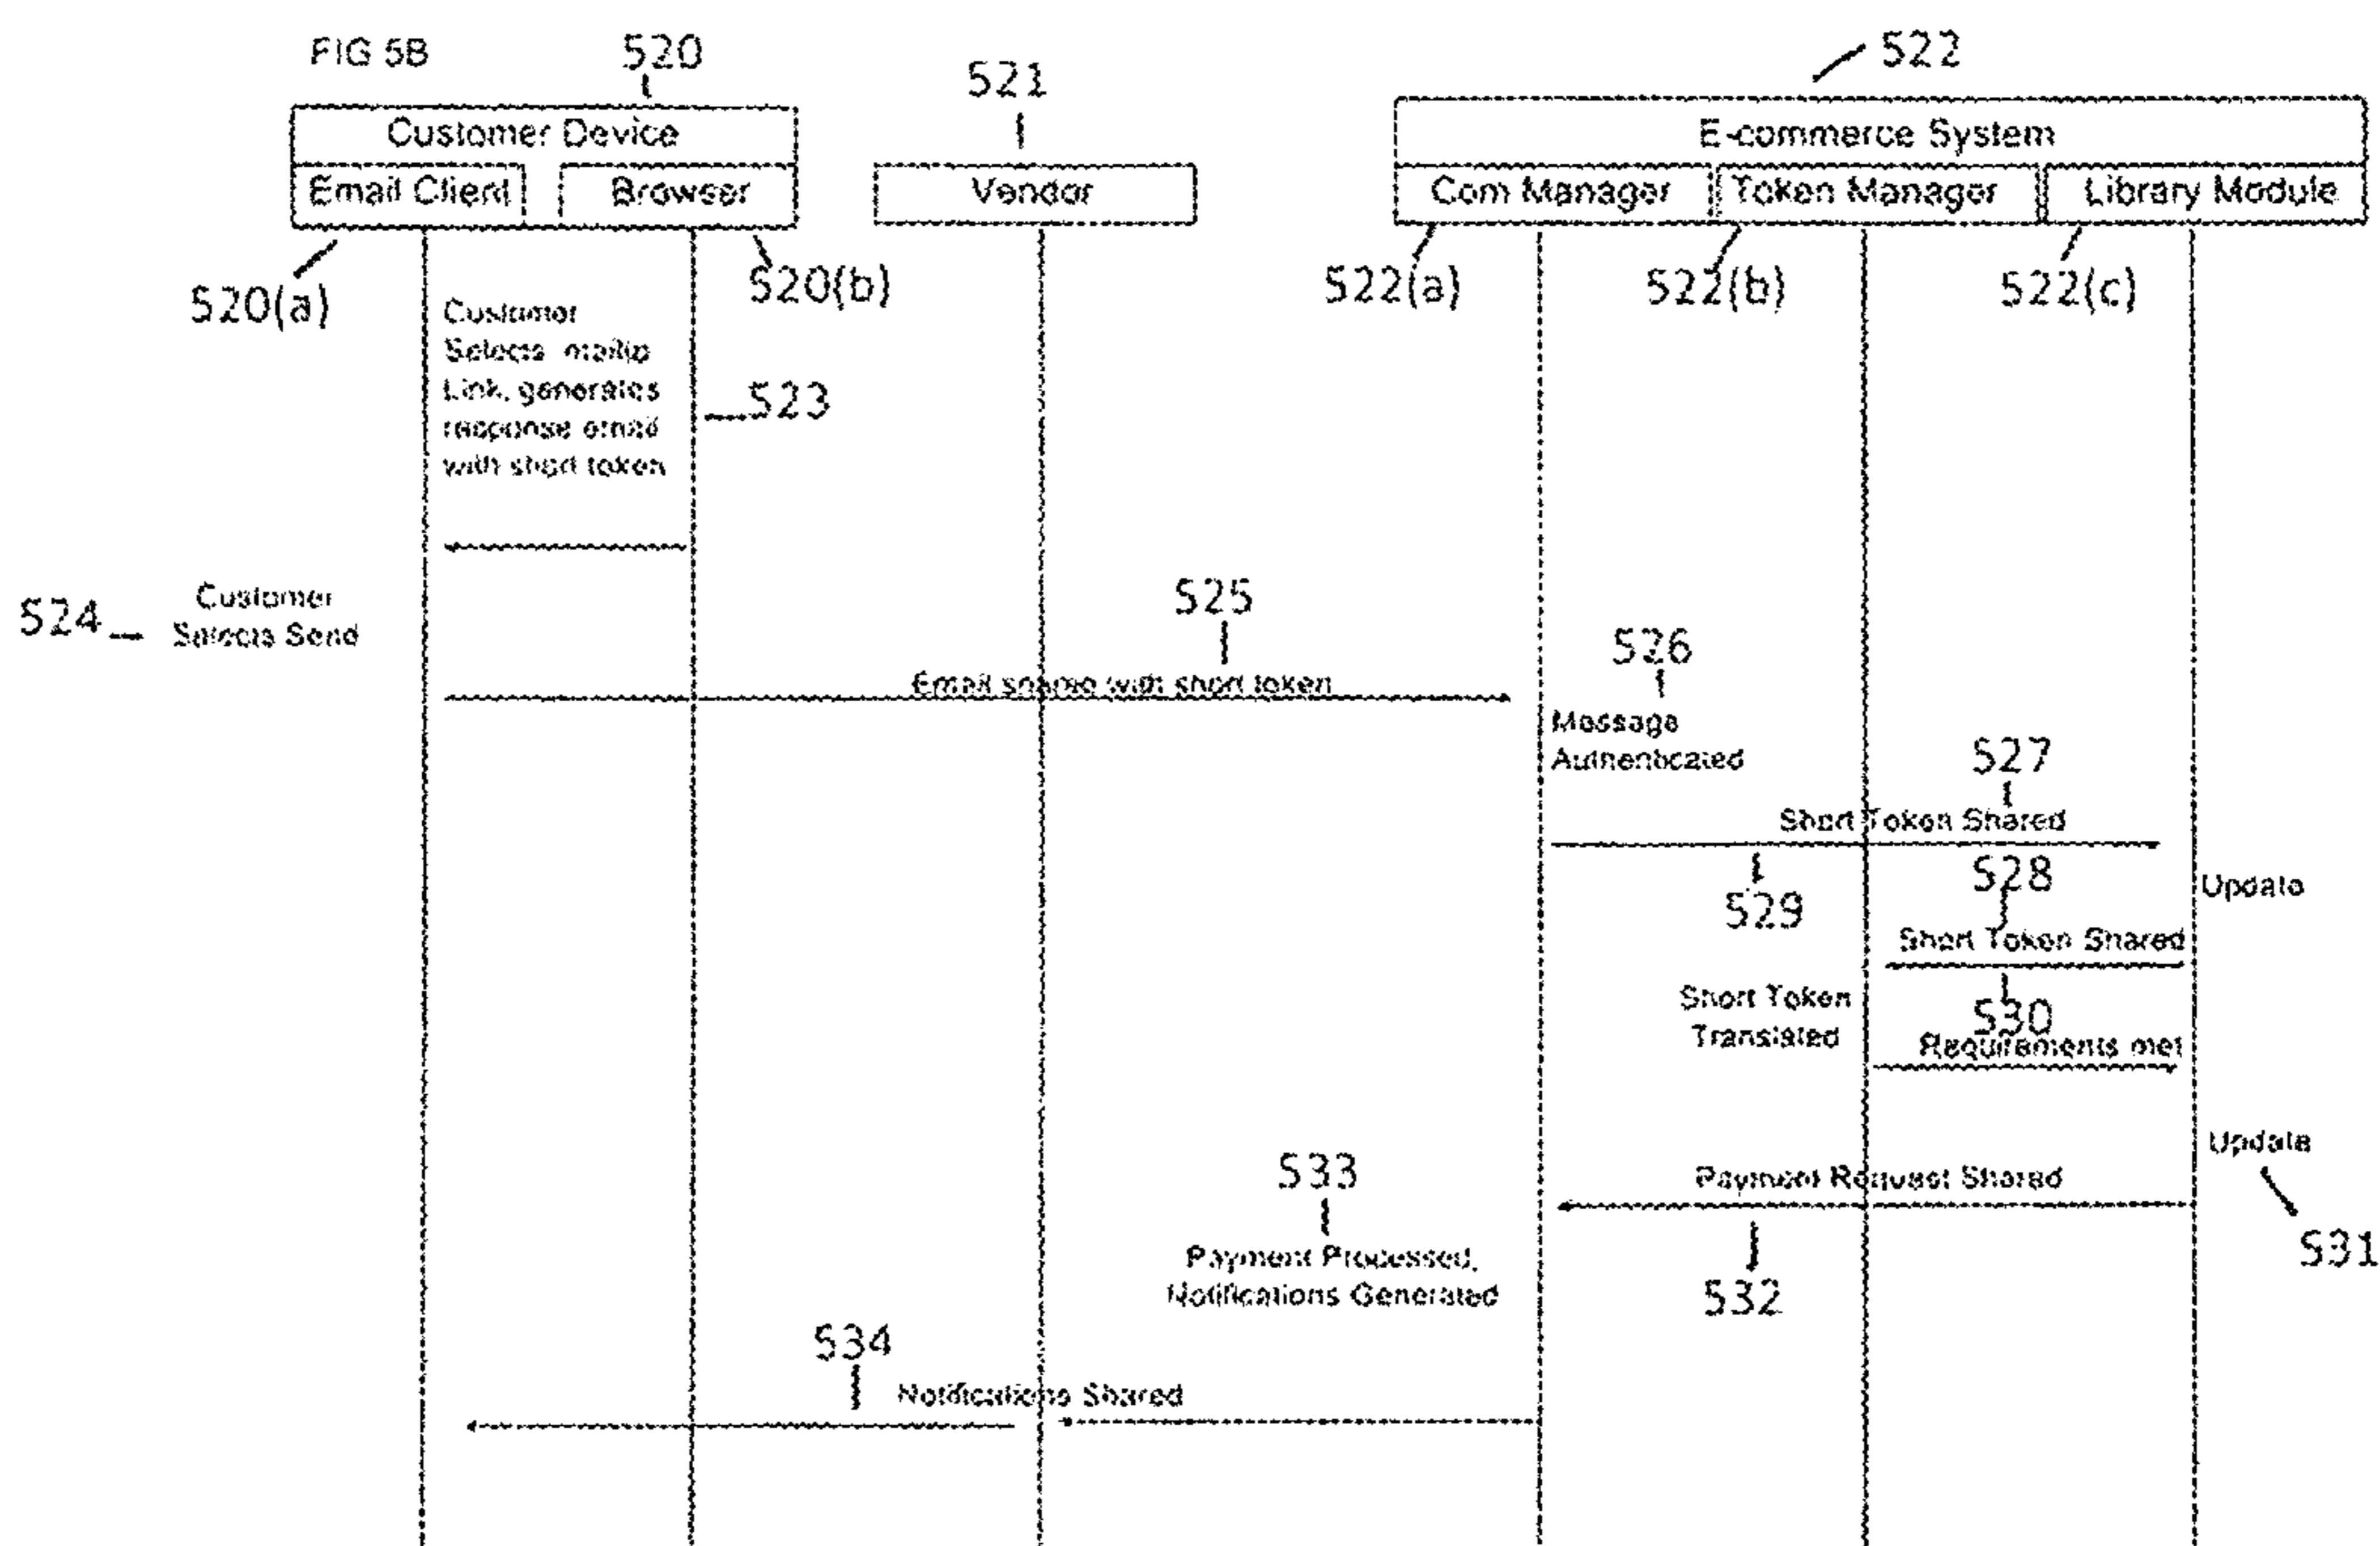 FIG 5B
520
521
522
Customer Device
E-commerce System
Email Client
Browser
Vendor
Com Manager
Token Manager
Library Module
520(a)
520(b)
522(a)
522(b)
522(c)
Customer
Selects mailto
Link, generates
response email
with short token
523
524
Customer
Selects Send
525
Email with short token
526
Message
Authenticated
527
Short Token Shared
529
528
Update
Short Token Shared
Short Token
Translated
530
Requirements met
Update
531
533
Payment Request Shared
532
Payment Processed,
Notifications Generated
534
Notifications Shared